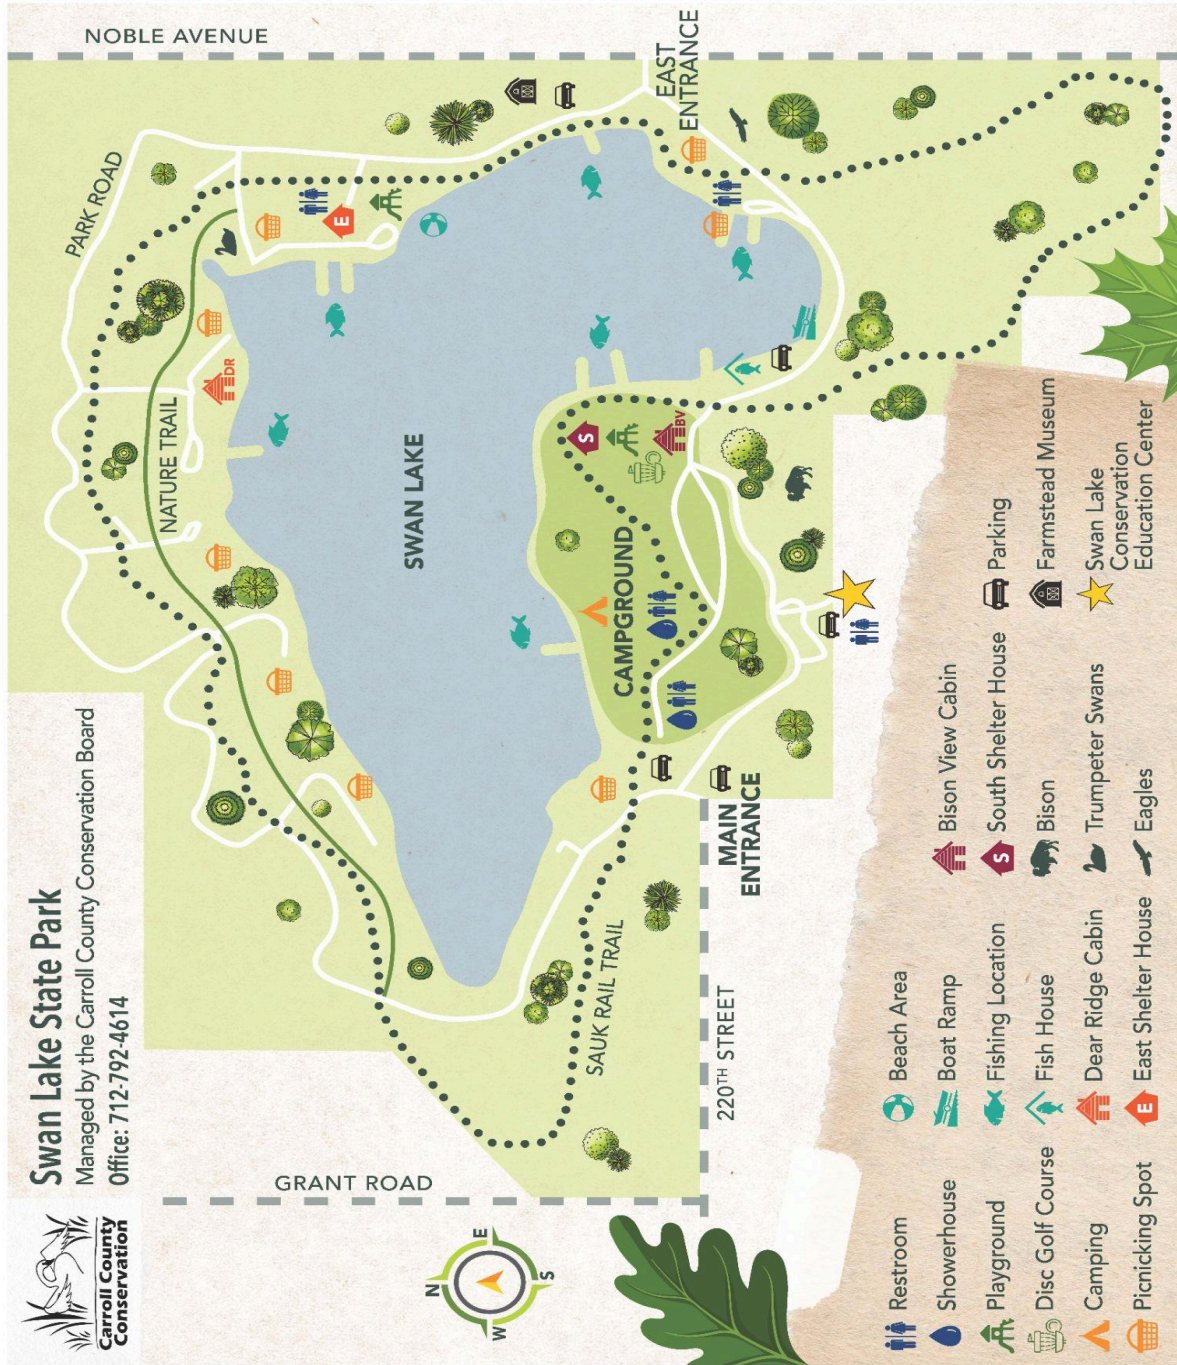 Swan Lake State Park
Managed by the Carroll County Conservation Board
Office: 712-792-4614
Carroll County
Conservation
N
E
S
W
GRANT ROAD
220TH STREET
NOBLE AVENUE
PARK ROAD
NATURE TRAIL
SAUK RAIL TRAIL
SWAN LAKE
CAMPGROUND
MAIN
ENTRANCE
EAST
ENTRANCE
DR
E
S
BV
Restroom
Showerhouse
Playground
Disc Golf Course
Camping
Picnicking Spot
Beach Area
Boat Ramp
Fishing Location
Fish House
Dear Ridge Cabin
E
East Shelter House
Bison View Cabin
S
South Shelter House
Bison
Trumpeter Swans
Eagles
Parking
Farmstead Museum
Swan Lake
Conservation
Education Center